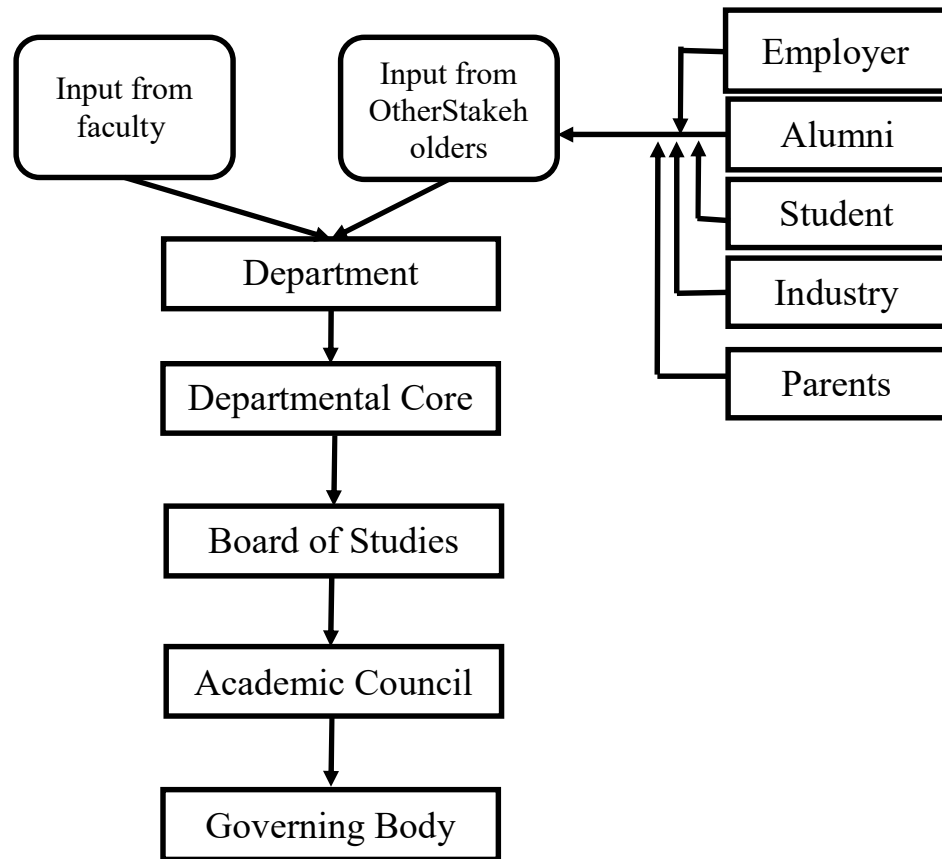 Input from
faculty
Input from
OtherStakeh
olders
Employer
Alumni
Student
Industry
Parents
Department
Departmental Core
Board of Studies
Academic Council
Governing Body